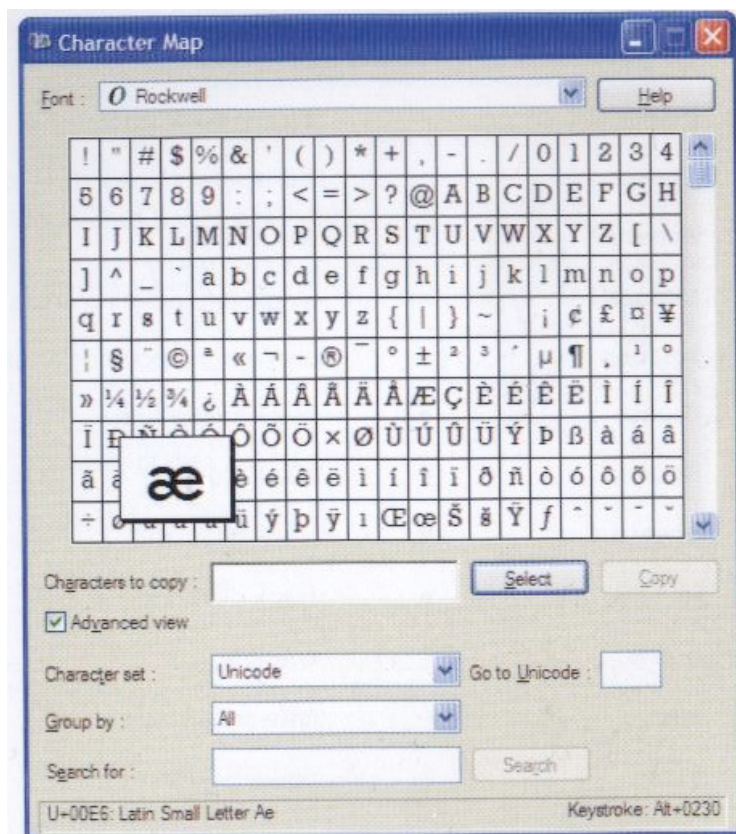 Character Map
Font : O Rockwell Help
! " # $ % & ' ( ) * + , - . / 0 1 2 3 4
5 6 7 8 9 : ; < = > ? @ A B C D E F G H
I J K L M N O P Q R S T U V W X Y Z [ \
] ^ _ ` a b c d e f g h i j k l m n o p
q r s t u v w x y z { | } ~ ¡ ¢ £ ¤ ¥
¦ § ¨ © ª « ¬ - ® ¯ ° ± ² ³ ´ µ ¶ ¸ ¹ º
» ¼ ½ ¾ ¿ À Á Â Ã Ä Å Æ Ç È É Ê Ë Ì Í Î
Ï Ô Õ Ö × Ø Ù Ú Û Ü Ý Þ ß à á â
ã æ è é ê ë ì í î ï ð ñ ò ó ô õ ö
÷ ü ý þ ÿ ı Œ œ Š š Ÿ ƒ
Characters to copy : Select Copy
Advanced view
Character set : Unicode Go to Unicode :
Group by : All
Search for : Search
U+00E6: Latin Small Letter Ae Keystroke: Alt+0230